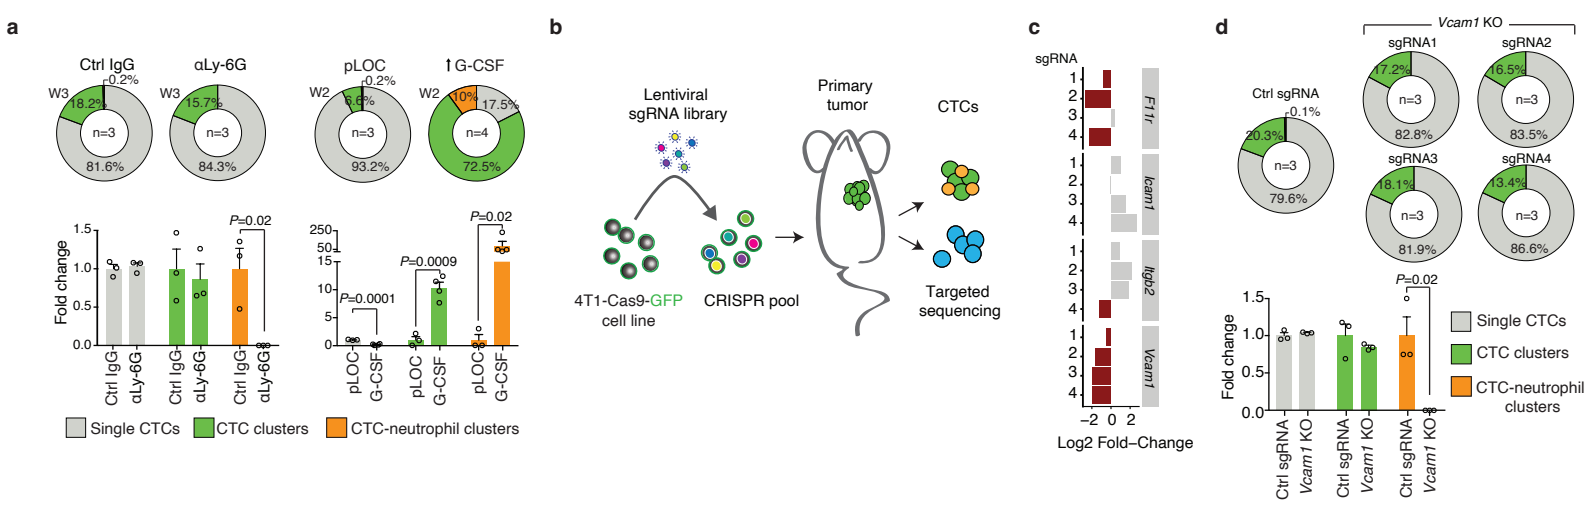 a
Ctrl IgG
αLy-6G
pLOC
↑G-CSF
W3
18.2%
0.2%
n=3
81.6%
W3
15.7%
n=3
84.3%
W2
6.6%
0.2%
n=3
93.2%
W2
10%
17.5%
n=4
72.5%
Fold change
1.5
1.0
0.5
0.0
P=0.02
Ctrl IgG
αLy-6G
Ctrl IgG
αLy-6G
Ctrl IgG
αLy-6G
250
50
15
10
5
0
P=0.0001
P=0.0009
P=0.02
pLOC
G-CSF
pLOC
G-CSF
pLOC
G-CSF
Single CTCs
CTC clusters
CTC-neutrophil clusters
b
Lentiviral
sgRNA library
4T1-Cas9-GFP
cell line
CRISPR pool
Primary
tumor
CTCs
Targeted
sequencing
c
sgRNA
1
2
3
4
F11r
1
2
3
4
Icam1
1
2
3
4
Itgb2
1
2
3
4
Vcam1
−2 0 2
Log2 Fold−Change
d
Vcam1 KO
Ctrl sgRNA
20.3%
0.1%
n=3
79.6%
sgRNA1
17.2%
n=3
82.8%
sgRNA2
16.5%
n=3
83.5%
sgRNA3
18.1%
n=3
81.9%
sgRNA4
13.4%
n=3
86.6%
Fold change
1.5
1.0
0.5
0.0
P=0.02
Ctrl sgRNA
Vcam1 KO
Ctrl sgRNA
Vcam1 KO
Ctrl sgRNA
Vcam1 KO
Single CTCs
CTC clusters
CTC-neutrophil
clusters